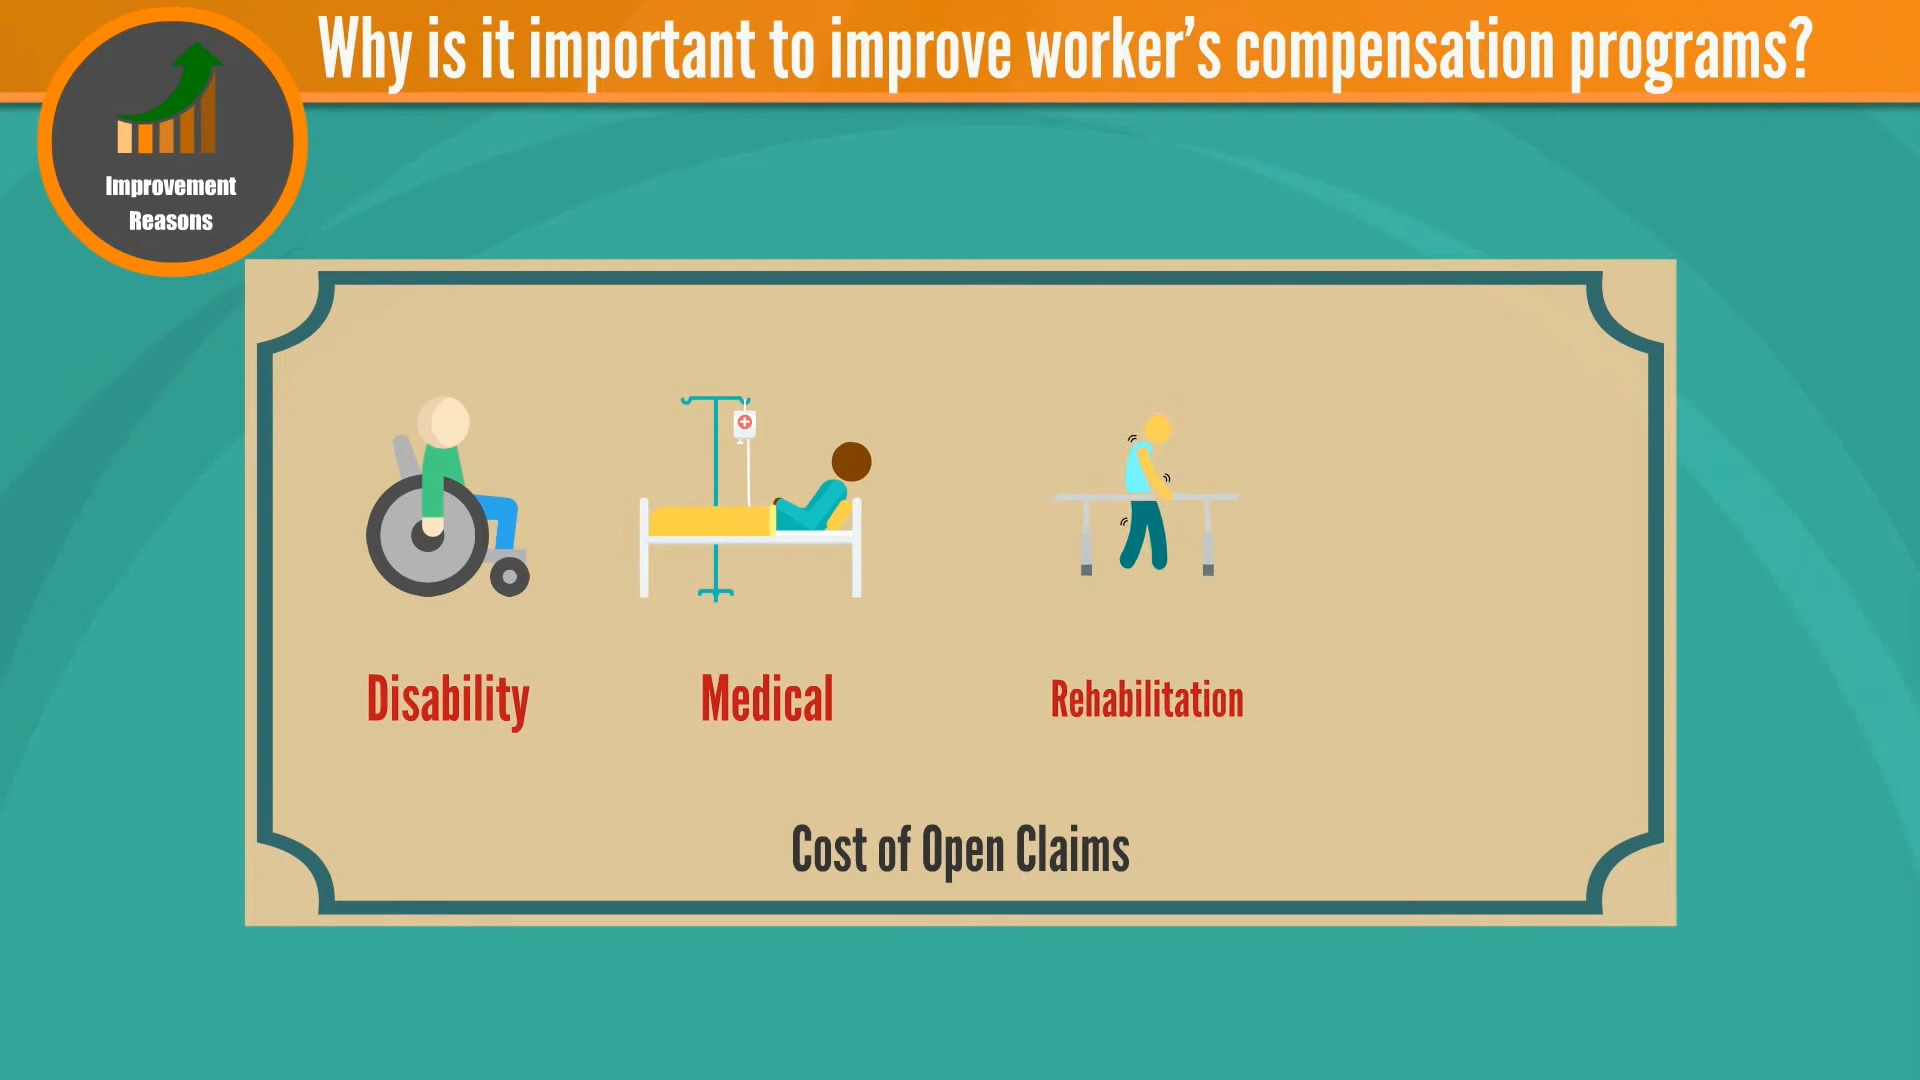 Why is it important to improve worker’s compensation programs?
Improvement
Reasons
Disability
Medical
Rehabilitation
Cost of Open Claims